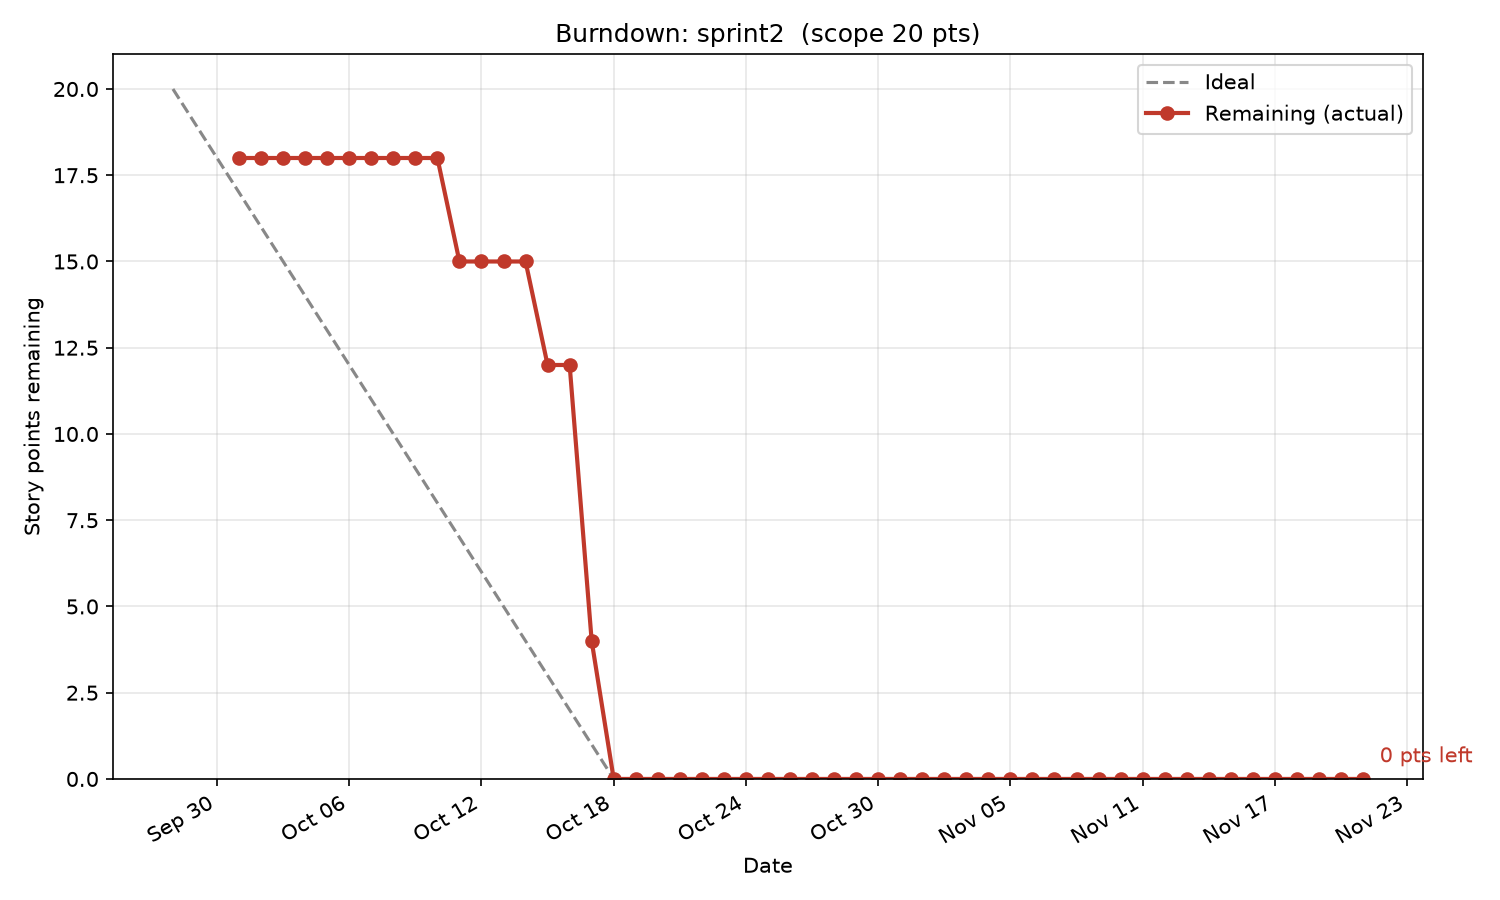 Burndown: sprint2 (scope 20 pts)
Ideal
Remaining (actual)
Story points remaining
20.0
17.5
15.0
12.5
10.0
7.5
5.0
2.5
0.0
0 pts left
Sep 30
Oct 06
Oct 12
Oct 18
Oct 24
Oct 30
Nov 05
Nov 11
Nov 17
Nov 23
Date